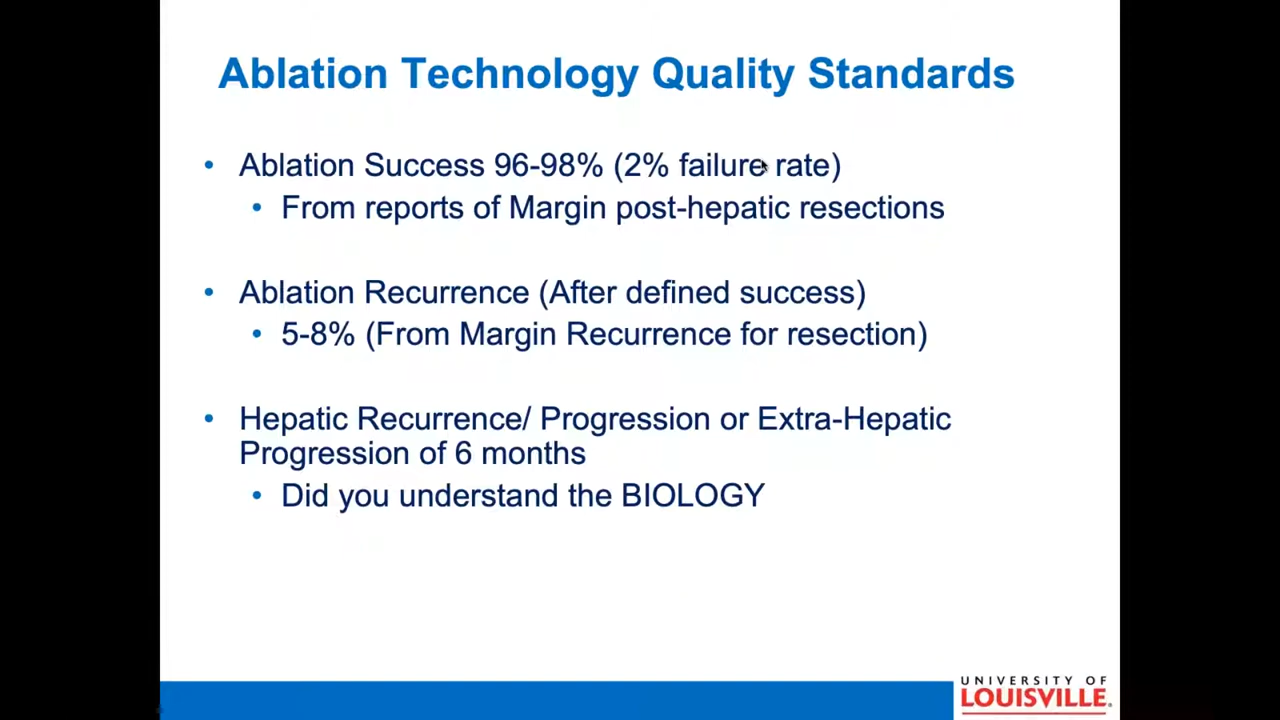 Ablation Technology Quality Standards
• Ablation Success 96-98% (2% failure rate)
• From reports of Margin post-hepatic resections
• Ablation Recurrence (After defined success)
• 5-8% (From Margin Recurrence for resection)
• Hepatic Recurrence/ Progression or Extra-Hepatic
Progression of 6 months
• Did you understand the BIOLOGY
UNIVERSITY OF
LOUISVILLE.